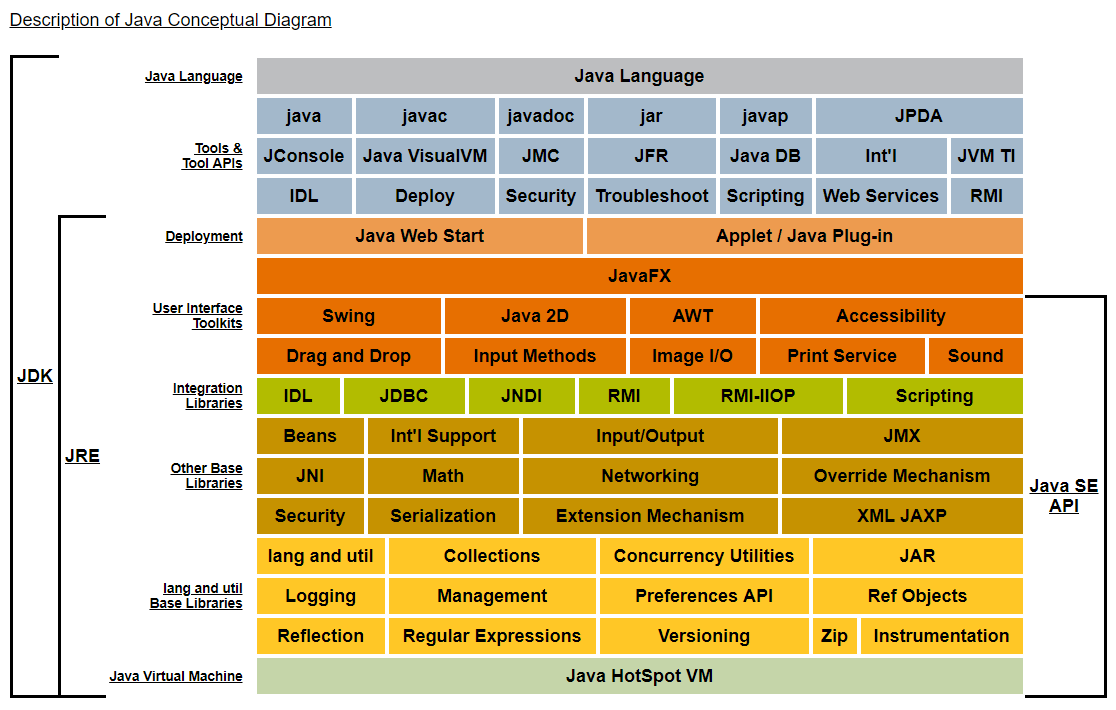 Description of Java Conceptual Diagram
Java Language
Java Language
java javac javadoc jar javap JPDA
Tools &
Tool APIs
JConsole Java VisualVM JMC JFR Java DB Int'l JVM TI
IDL Deploy Security Troubleshoot Scripting Web Services RMI
Deployment
Java Web Start Applet / Java Plug-in
JavaFX
User Interface
Toolkits
Swing Java 2D AWT Accessibility
Drag and Drop Input Methods Image I/O Print Service Sound
JDK
Integration
Libraries
IDL JDBC JNDI RMI RMI-IIOP Scripting
Beans Int'l Support Input/Output JMX
JRE
Other Base
Libraries
JNI Math Networking Override Mechanism
Java SE
API
Security Serialization Extension Mechanism XML JAXP
lang and util Collections Concurrency Utilities JAR
lang and util
Base Libraries
Logging Management Preferences API Ref Objects
Reflection Regular Expressions Versioning Zip Instrumentation
Java Virtual Machine
Java HotSpot VM